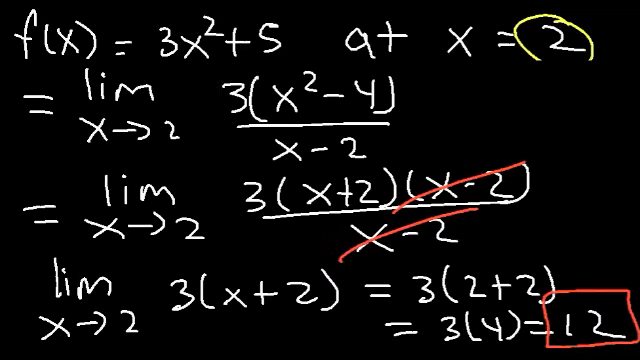 f(x) = 3x²+5 at x = 2
= lim x→2 3(x²-4) / x-2
= lim x→2 3(x+2)(x-2) / x-2
lim x→2 3(x+2) = 3(2+2)
= 3(4) = 12